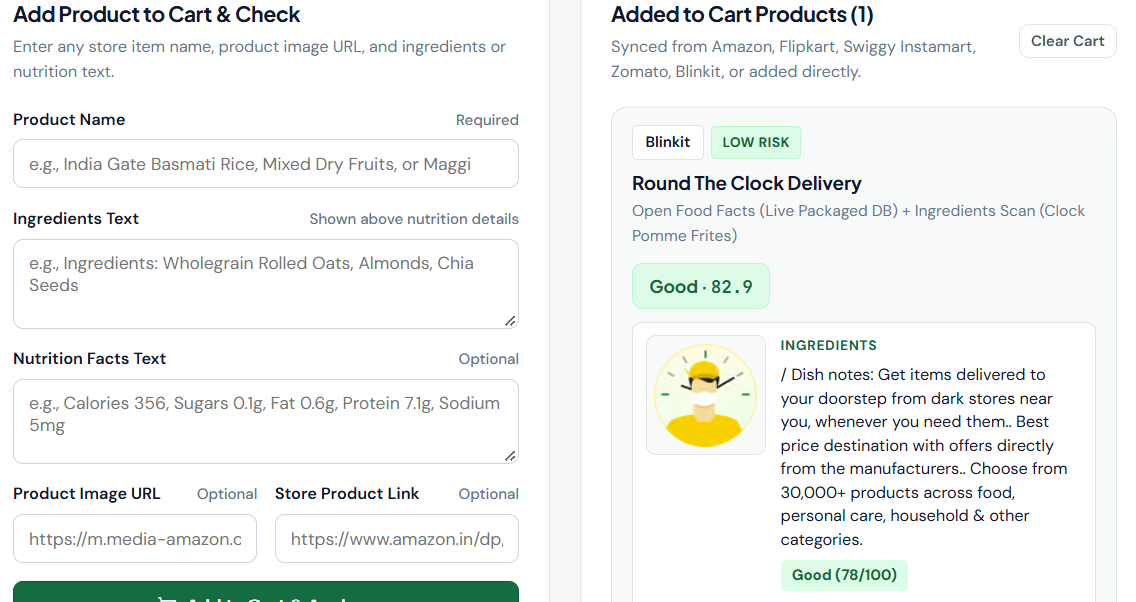 Add Product to Cart & Check
Enter any store item name, product image URL, and ingredients or
nutrition text.
Product Name
Required
e.g., India Gate Basmati Rice, Mixed Dry Fruits, or Maggi
Ingredients Text
Shown above nutrition details
e.g., Ingredients: Wholegrain Rolled Oats, Almonds, Chia
Seeds
Nutrition Facts Text
Optional
e.g., Calories 356, Sugars 0.1g, Fat 0.6g, Protein 7.1g, Sodium
5mg
Product Image URL
Optional
Store Product Link
Optional
https://m.media-amazon.c
https://www.amazon.in/dp,
Added to Cart Products (1)
Synced from Amazon, Flipkart, Swiggy Instamart,
Zomato, Blinkit, or added directly.
Clear Cart
Blinkit
LOW RISK
Round The Clock Delivery
Open Food Facts (Live Packaged DB) + Ingredients Scan (Clock
Pomme Frites)
Good · 82.9
INGREDIENTS
/ Dish notes: Get items delivered to
your doorstep from dark stores near
you, whenever you need them.. Best
price destination with offers directly
from the manufacturers.. Choose from
30,000+ products across food,
personal care, household & other
categories.
Good (78/100)